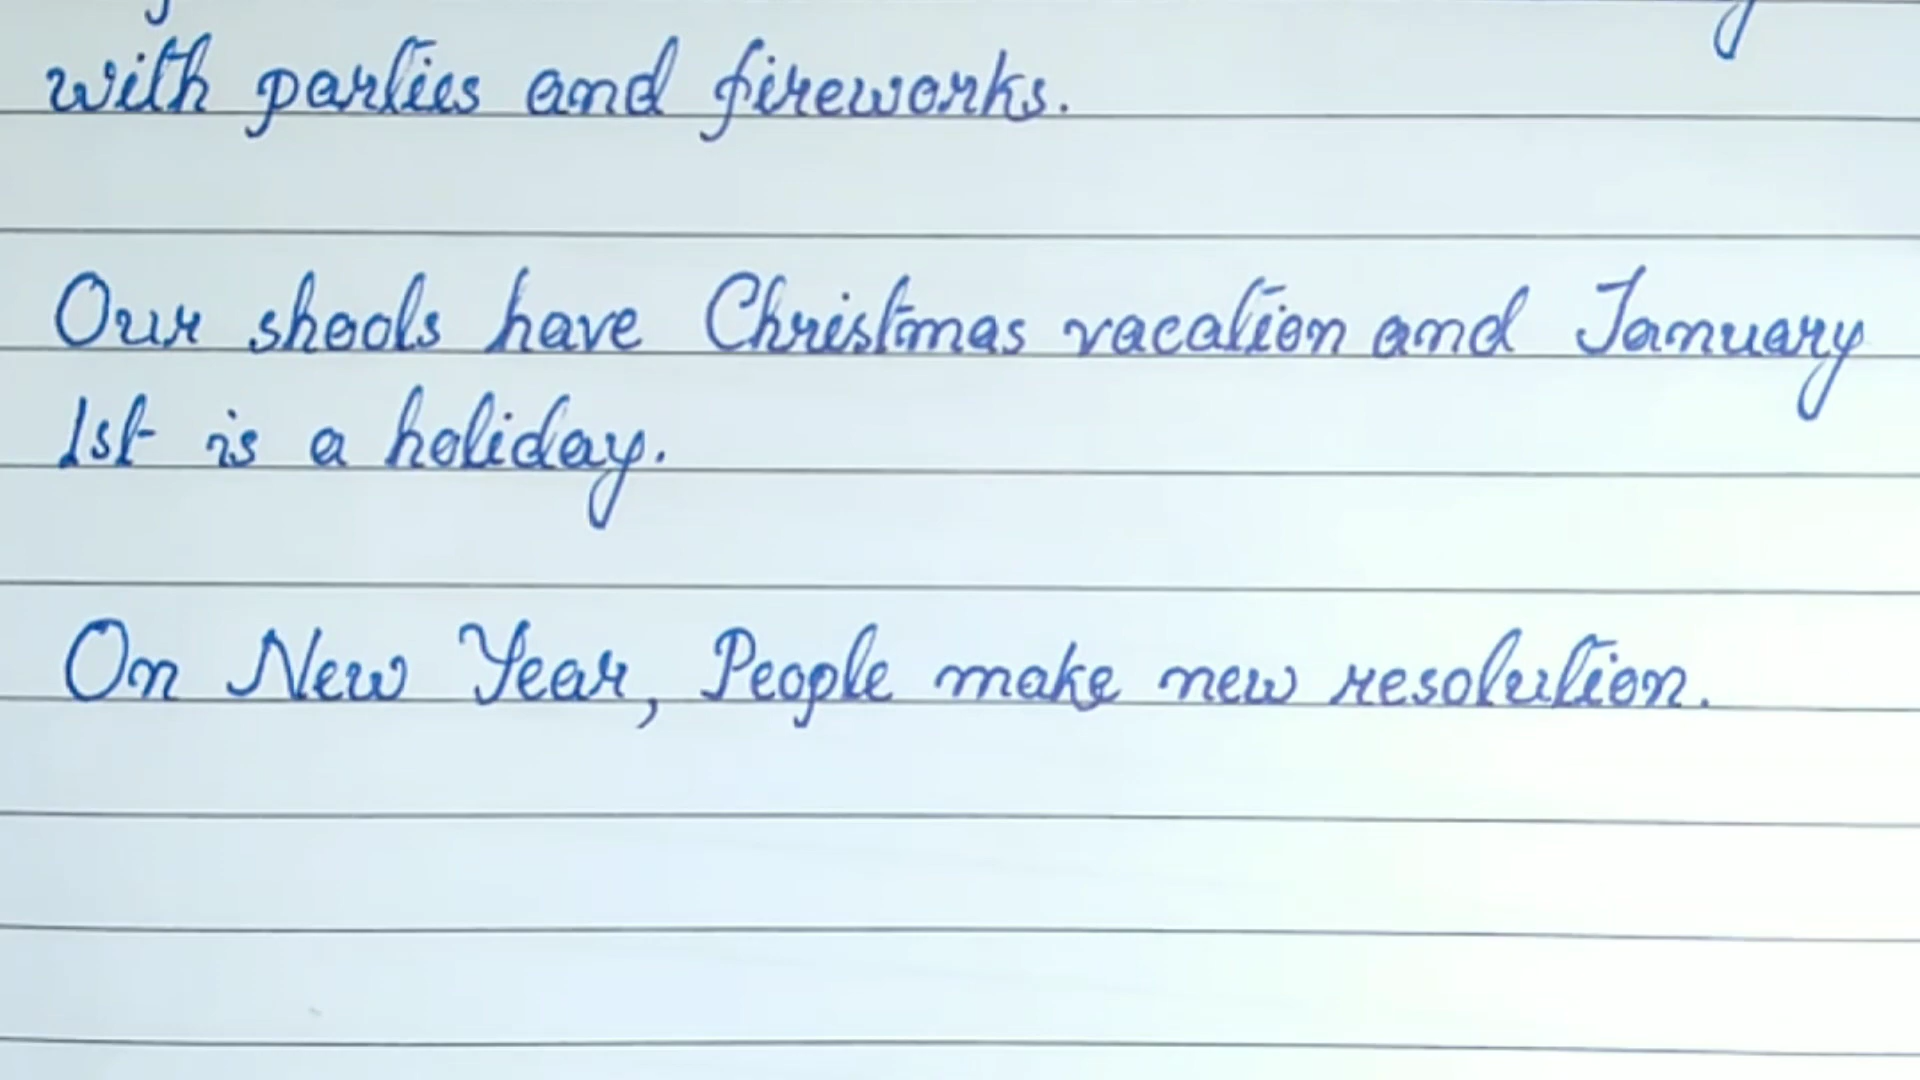 with parties and fireworks.
Our shools have Christmas vacation and January
1st is a holiday.
On New Year, People make new resolution.